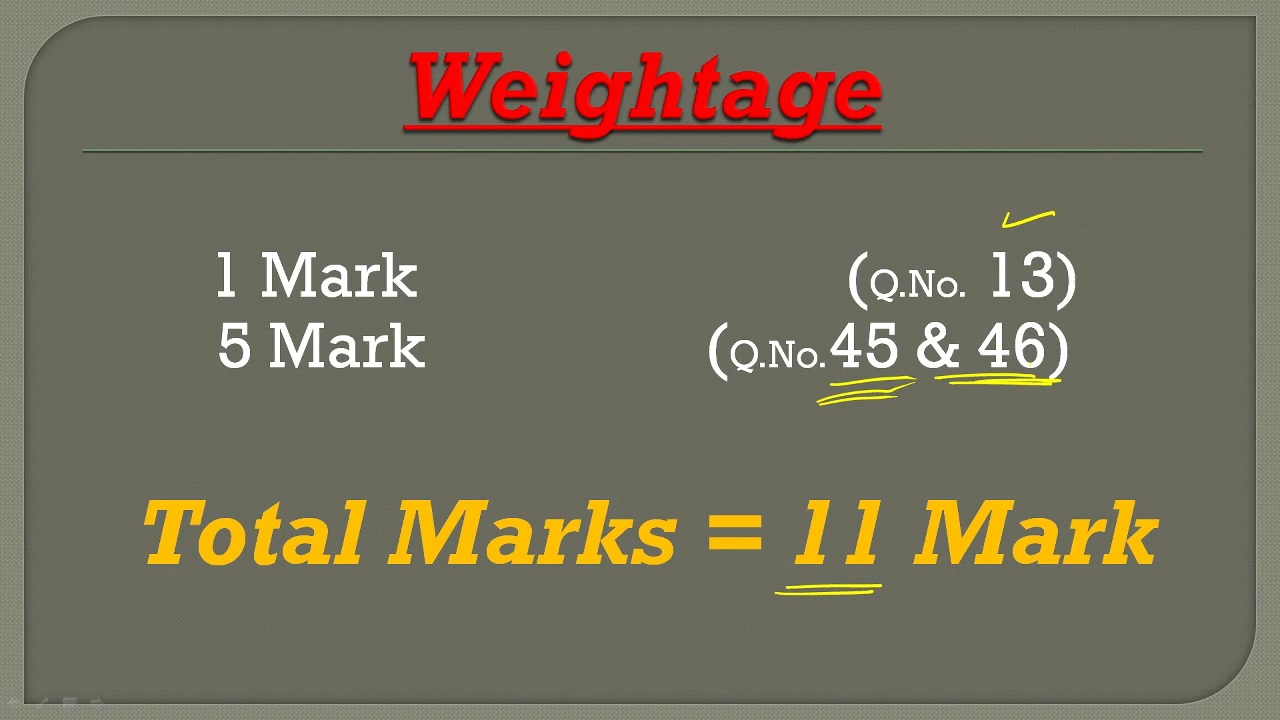 Weightage
1 Mark (Q.No. 13)
5 Mark (Q.No. 45 & 46)
Total Marks = 11 Mark